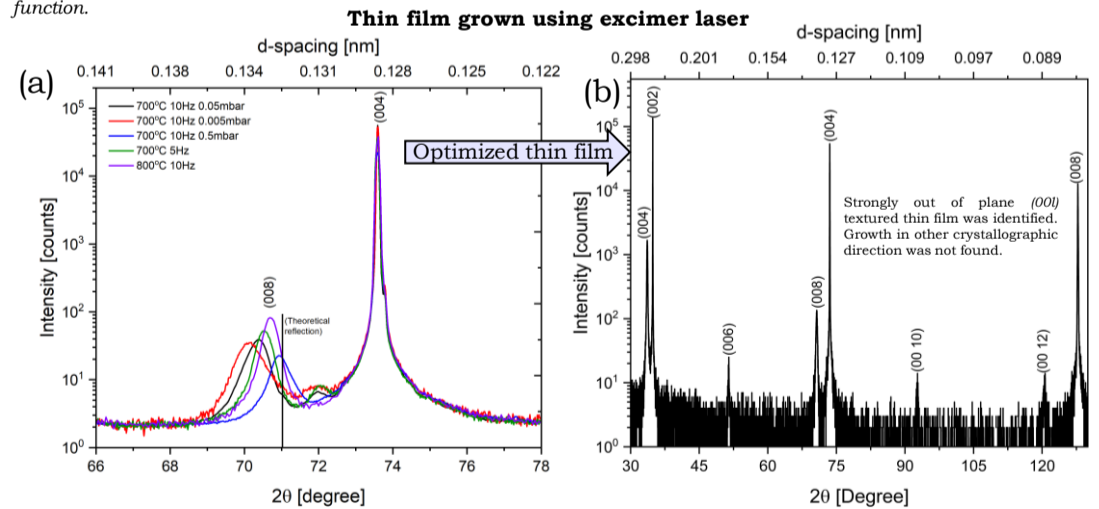 function.
Thin film grown using excimer laser
d-spacing [nm]
0.141 0.138 0.134 0.131 0.128 0.125 0.122
(a)
700°C 10Hz 0.05mbar
700°C 10Hz 0.005mbar
700°C 10Hz 0.5mbar
700°C 5Hz
800°C 10Hz
(004)
(008)
(Theoretical
reflection)
Intensity [counts]
10⁵
10⁴
10³
10²
10¹
10⁰
66 68 70 72 74 76 78
2θ [degree]
Optimized thin film
d-spacing [nm]
0.298 0.201 0.154 0.127 0.109 0.097 0.089
(b)
(004)
(002)
(006)
(008)
(004)
(00 10)
(00 12)
(008)
Strongly out of plane (00l)
textured thin film was identified.
Growth in other crystallographic
direction was not found.
Intensity [counts]
10⁵
10⁴
10³
10²
10¹
10⁰
30 45 60 75 90 105 120
2θ [Degree]